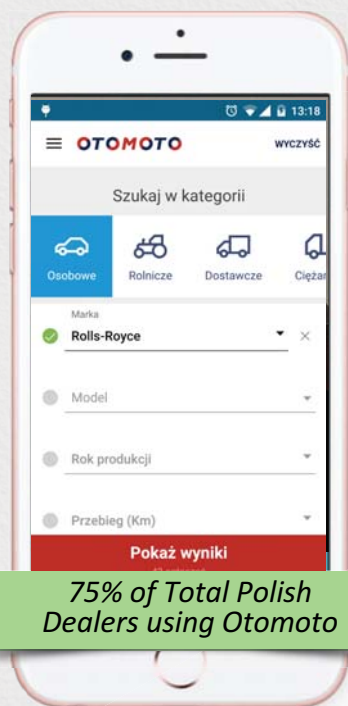 13:18
OTOMOTO WYCZYŚĆ
Szukaj w kategorii
Osobowe Rolnicze Dostawcze Ciężar
Marka
Rolls-Royce
Model
Rok produkcji
Przebieg (Km)
Pokaż wyniki
75% of Total Polish
Dealers using Otomoto